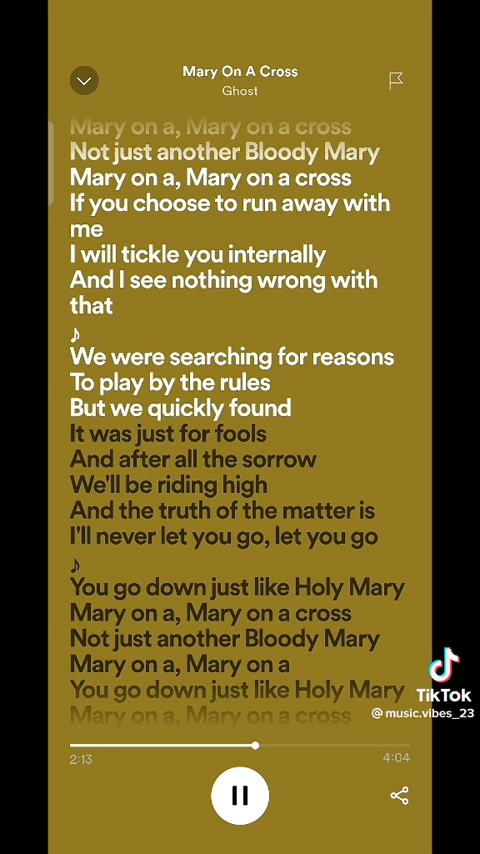 Mary On A Cross
Ghost
Mary on a, Mary on a cross
Not just another Bloody Mary
Mary on a, Mary on a cross
If you choose to run away with
me
I will tickle you internally
And I see nothing wrong with
that
♪
We were searching for reasons
To play by the rules
But we quickly found
It was just for fools
And after all the sorrow
We'll be riding high
And the truth of the matter is
I'll never let you go, let you go
♪
You go down just like Holy Mary
Mary on a, Mary on a cross
Not just another Bloody Mary
Mary on a, Mary on a
You go down just like Holy Mary
Mary on a, Mary on a cross
TikTok
@music.vibes_23
2:13
4:04